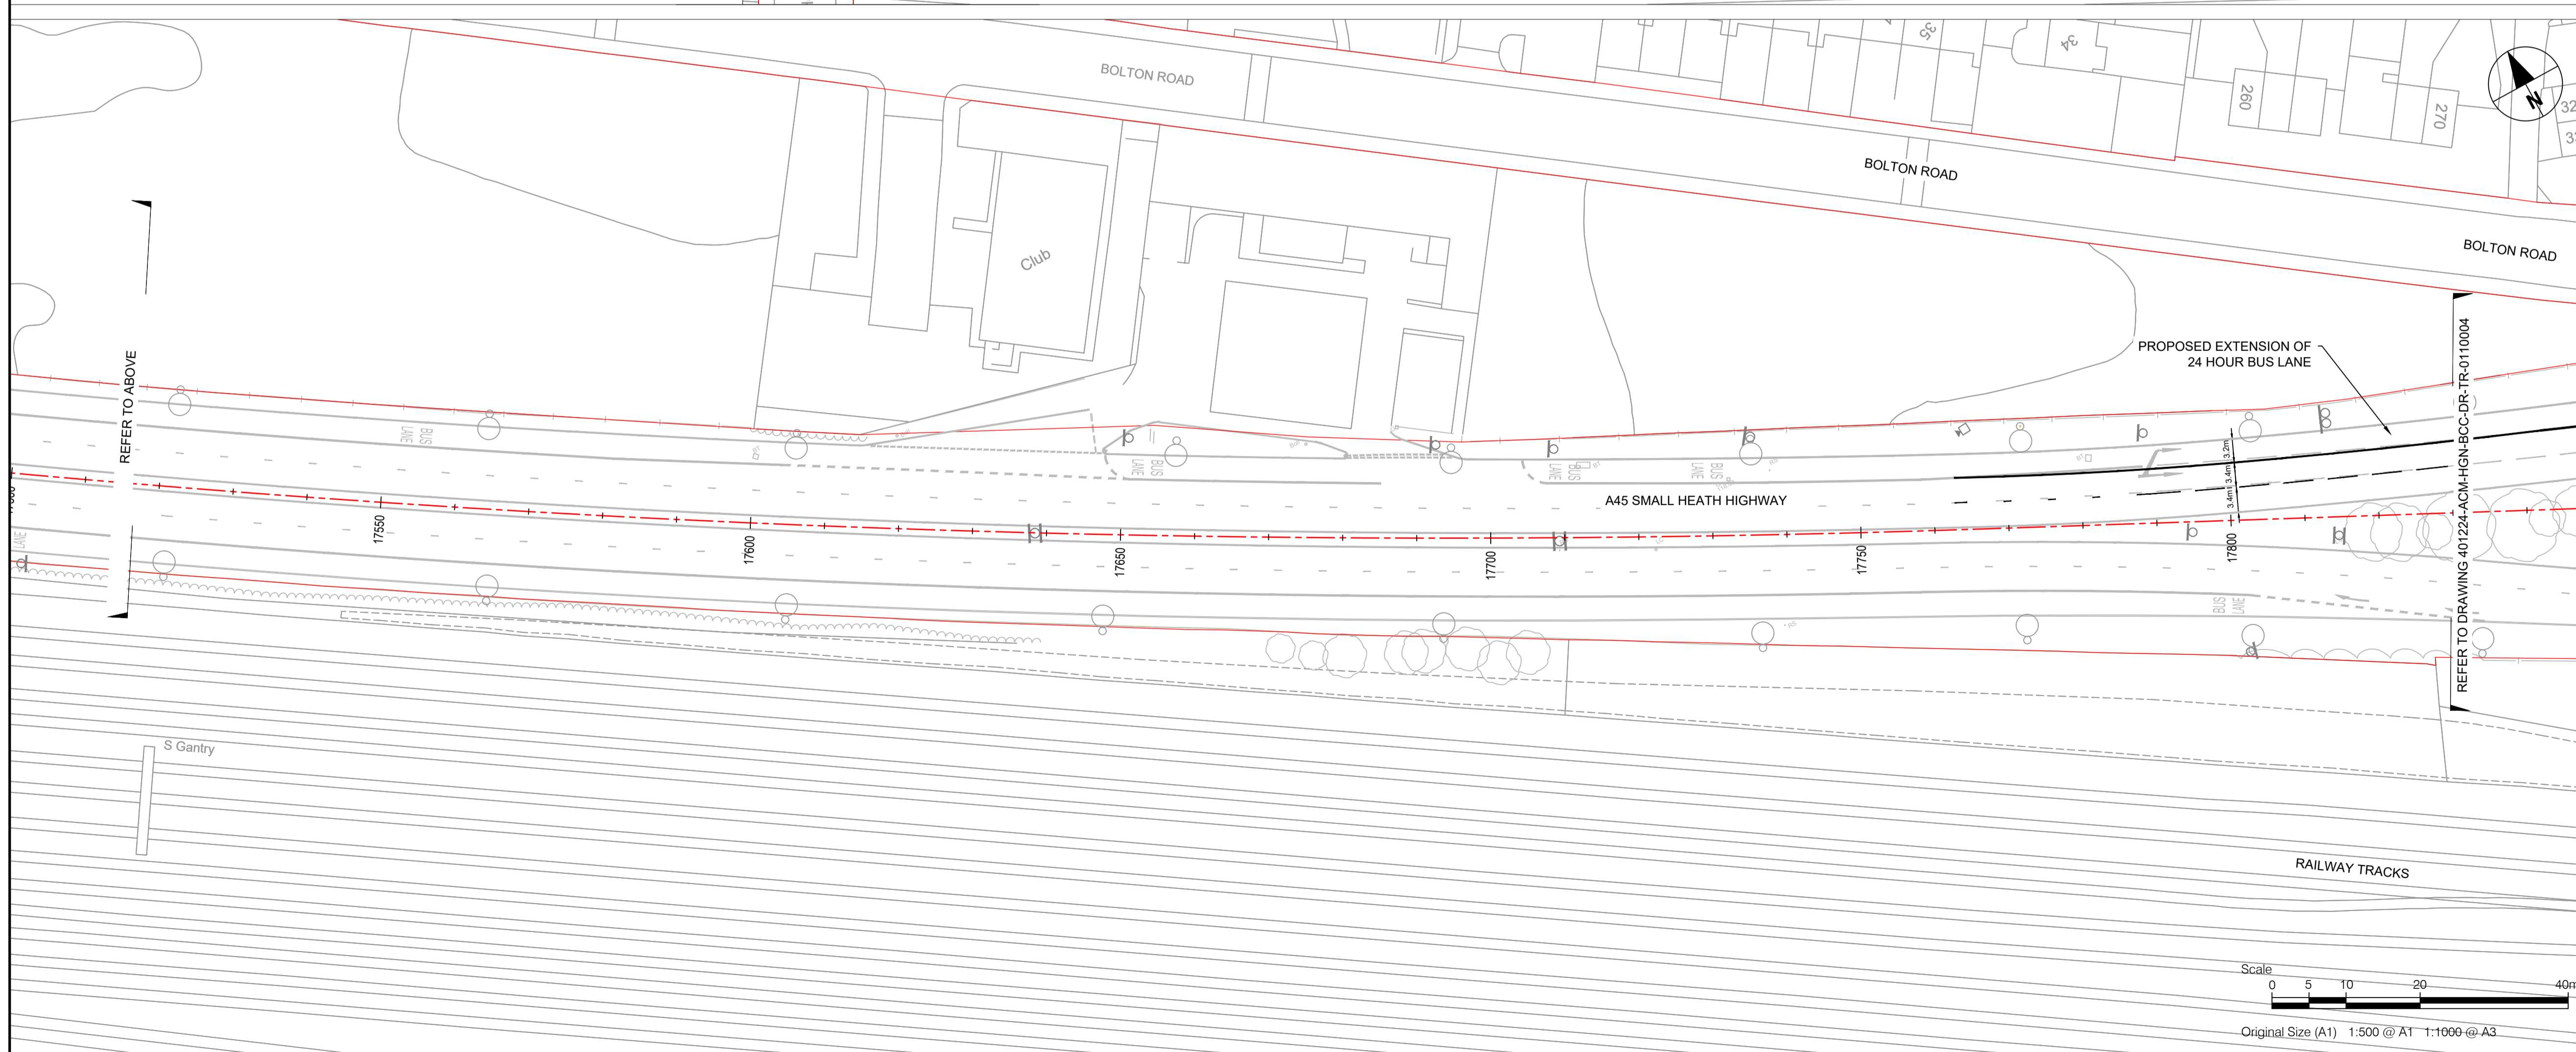 BOLTON ROAD
35
34
260
270
N
BOLTON ROAD
BOLTON ROAD
Club
REFER TO ABOVE
PROPOSED EXTENSION OF
24 HOUR BUS LANE
REFER TO DRAWING 401224-ACM-HGN-BCC-DR-TR-0110004
BUS
LANE
BUS
LANE
BUS
LANE
BUS
LANE
A45 SMALL HEATH HIGHWAY
3.2m
3.4m
3.4m
17550
17600
17650
17700
17750
17800
LANE
BUS
LANE
S Gantry
RAILWAY TRACKS
Scale
0 5 10 20 40m
Original Size (A1) 1:500 @ A1 1:1000 @ A3